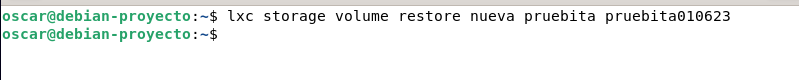 oscar@debian-proyecto:~$ lxc storage volume restore nueva pruebita pruebita010623
oscar@debian-proyecto:~$